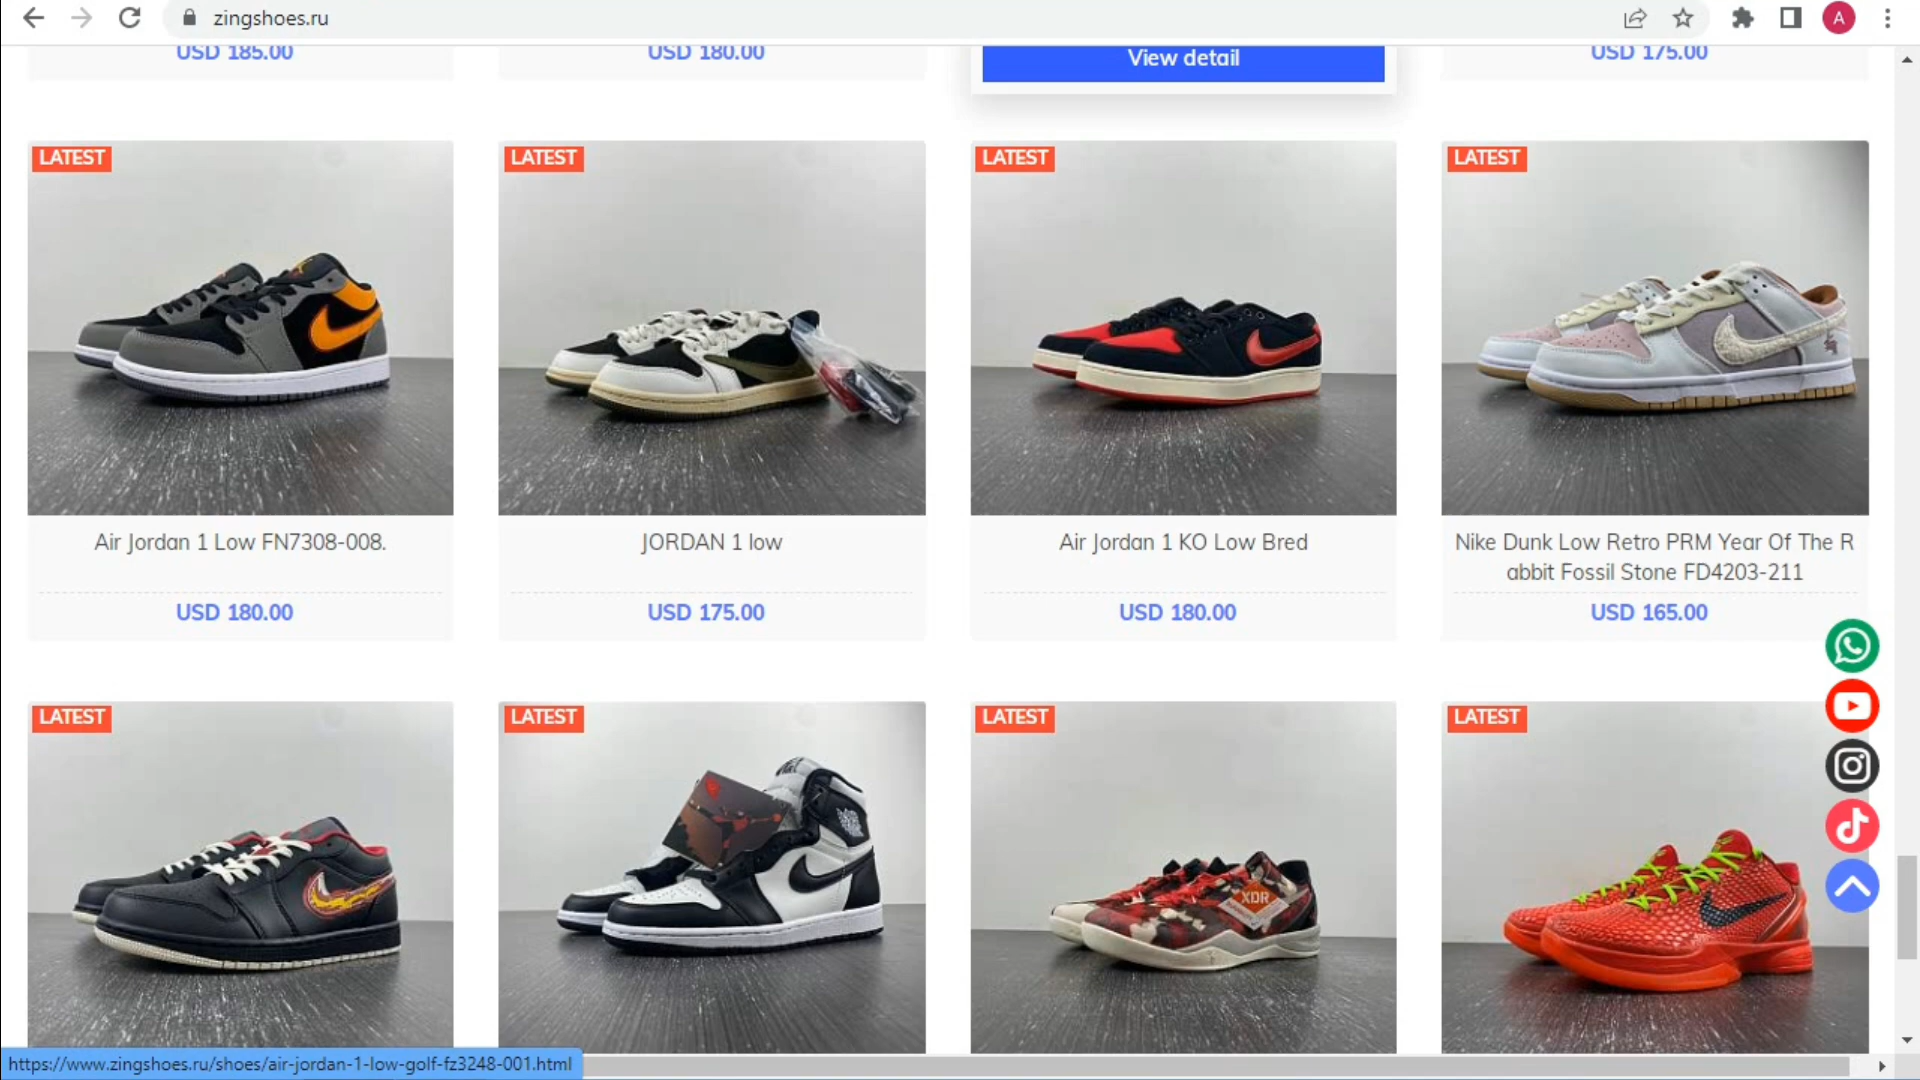 zingshoes.ru
A
USD 185.00
USD 180.00
View detail
USD 175.00
LATEST
LATEST
LATEST
LATEST
Air Jordan 1 Low FN7308-008.
JORDAN 1 low
Air Jordan 1 KO Low Bred
Nike Dunk Low Retro PRM Year Of The R
abbit Fossil Stone FD4203-211
USD 180.00
USD 175.00
USD 180.00
USD 165.00
LATEST
LATEST
LATEST
LATEST
XDR
https://www.zingshoes.ru/shoes/air-jordan-1-low-golf-fz3248-001.html